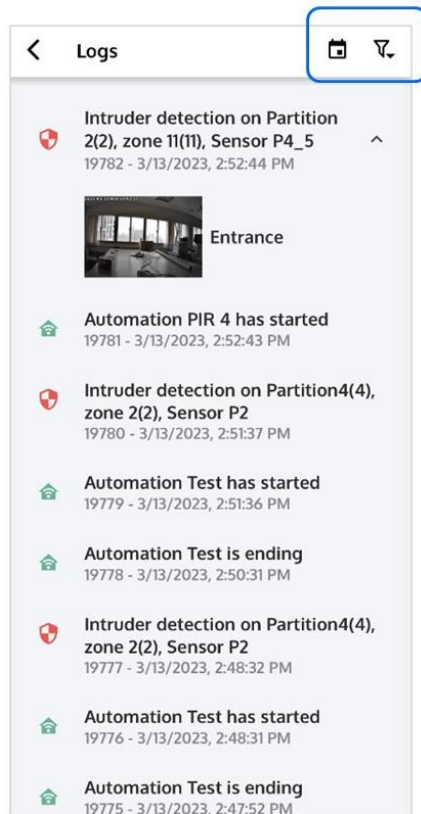 Logs
Intruder detection on Partition
2(2), zone 11(11), Sensor P4_5
19782 - 3/13/2023, 2:52:44 PM
Entrance
Automation PIR 4 has started
19781 - 3/13/2023, 2:52:43 PM
Intruder detection on Partition4(4),
zone 2(2), Sensor P2
19780 - 3/13/2023, 2:51:37 PM
Automation Test has started
19779 - 3/13/2023, 2:51:36 PM
Automation Test is ending
19778 - 3/13/2023, 2:50:31 PM
Intruder detection on Partition4(4),
zone 2(2), Sensor P2
19777 - 3/13/2023, 2:48:32 PM
Automation Test has started
19776 - 3/13/2023, 2:48:31 PM
Automation Test is ending
19775 - 3/13/2023, 2:47:52 PM